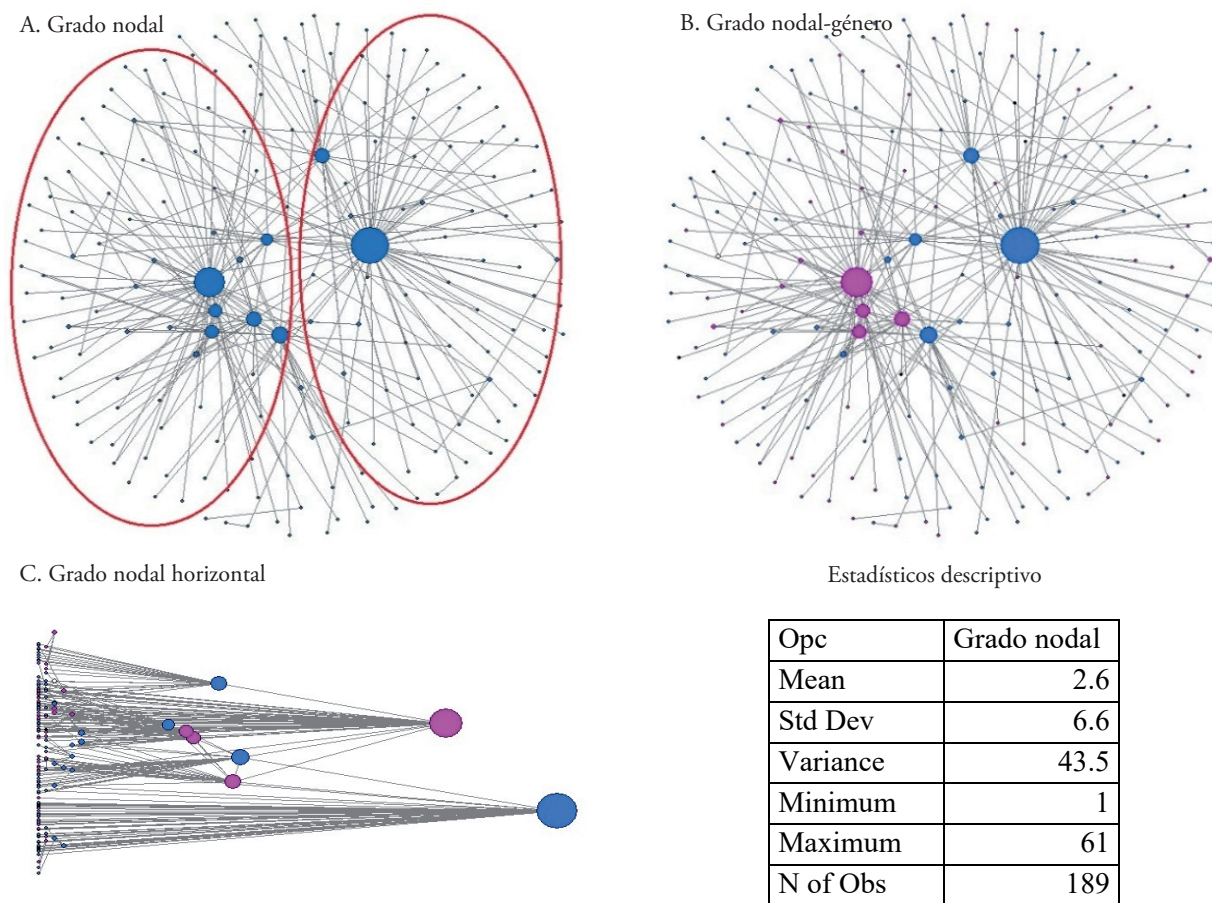 A. Grado nodal
B. Grado nodal-género
C. Grado nodal horizontal
Estadísticos descriptivo
Opc Grado nodal
Mean 2.6
Std Dev 6.6
Variance 43.5
Minimum 1
Maximum 61
N of Obs 189